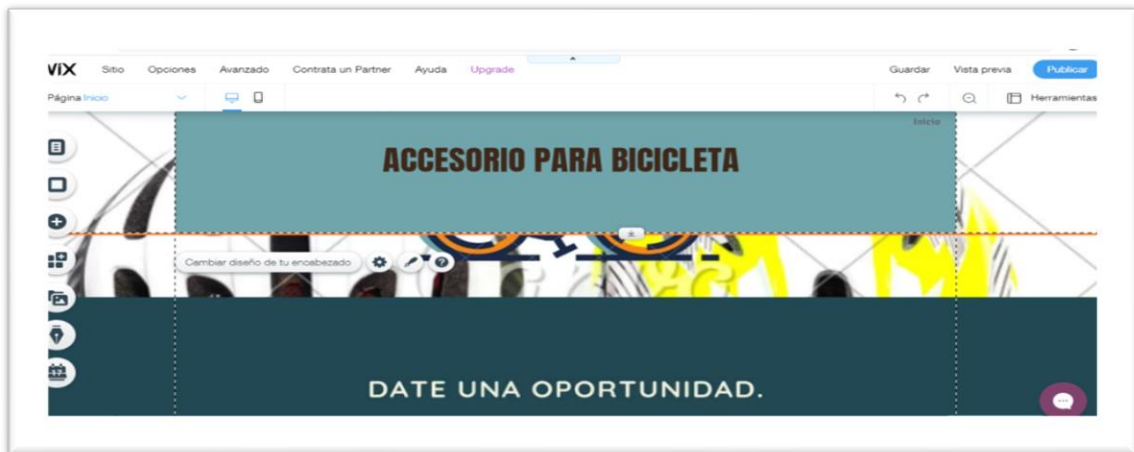 WiX Sitio Opciones Avanzado Contrata un Partner Ayuda Upgrade Guardar Vista previa Publicar
Página Inicio Herramientas
Inicio
ACCESORIO PARA BICICLETA
Cambiar diseño de tu encabezado
DATE UNA OPORTUNIDAD.